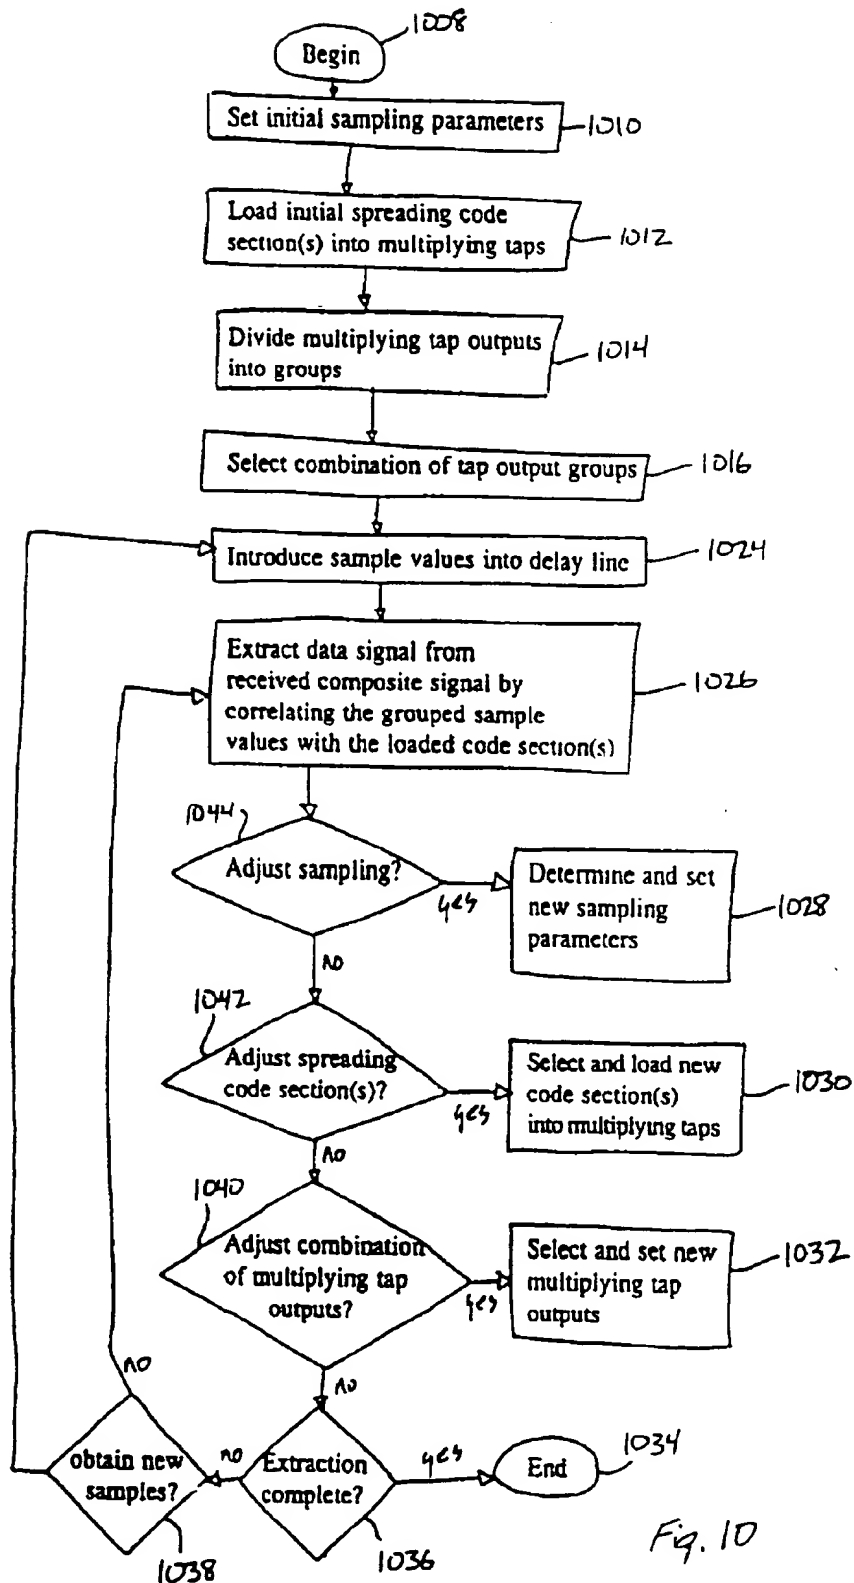 1008
Begin
Set initial sampling parameters
1010
Load initial spreading code
section(s) into multiplying taps
1012
Divide multiplying tap outputs
into groups
1014
Select combination of tap output groups
1016
Introduce sample values into delay line
1024
Extract data signal from
received composite signal by
correlating the grouped sample
values with the loaded code section(s)
1026
1044
Adjust sampling?
yes
Determine and set
new sampling
parameters
1028
no
1042
Adjust spreading
code section(s)?
yes
Select and load new
code section(s)
into multiplying taps
1030
no
1040
Adjust combination
of multiplying tap
outputs?
yes
Select and set new
multiplying tap
outputs
1032
no
no
obtain new
samples?
1038
no
Extraction
complete?
1036
yes
End
1034
Fig. 10